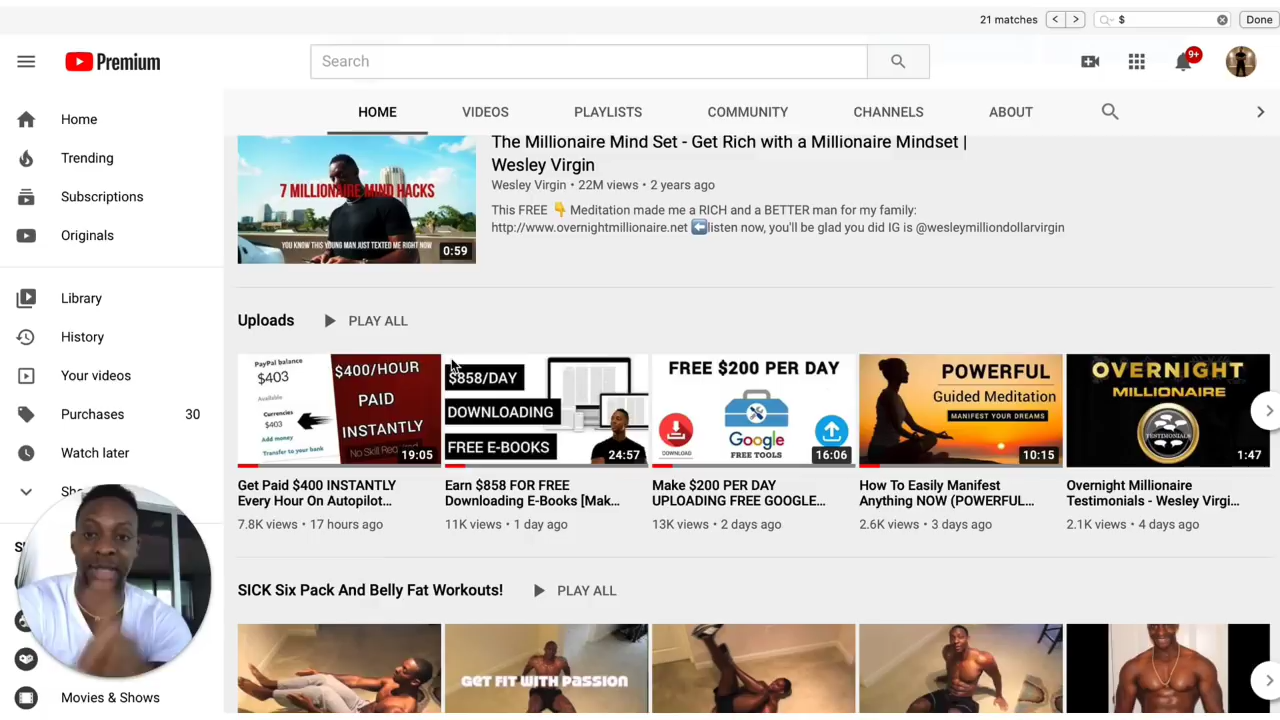 21 matches
$
Done
Premium
Search
9+
HOME
VIDEOS
PLAYLISTS
COMMUNITY
CHANNELS
ABOUT
Home
Trending
Subscriptions
Originals
Library
History
Your videos
Purchases 30
Watch later
Movies & Shows
7 MILLIONAIRE MIND HACKS
YOU KNOW THIS YOUNG MAN JUST TEXTED ME RIGHT NOW
0:59
The Millionaire Mind Set - Get Rich with a Millionaire Mindset |
Wesley Virgin
Wesley Virgin • 22M views • 2 years ago
This FREE 👇 Meditation made me a RICH and a BETTER man for my family:
http://www.overnightmillionaire.net ⬅️listen now, you'll be glad you did IG is @wesleymilliondollarvirgin
Uploads
PLAY ALL
PayPal balance
$403
Available
Currencies
$403
Add money
Transfer to your bank
$400/HOUR
PAID
INSTANTLY
19:05
Get Paid $400 INSTANTLY
Every Hour On Autopilot...
7.8K views • 17 hours ago
$858/DAY
DOWNLOADING
FREE E-BOOKS
24:57
Earn $858 FOR FREE
Downloading E-Books [Mak...
11K views • 1 day ago
FREE $200 PER DAY
DOWNLOAD
Google
FREE TOOLS
16:06
Make $200 PER DAY
UPLOADING FREE GOOGLE...
13K views • 2 days ago
POWERFUL
Guided Meditation
MANIFEST YOUR DREAMS
10:15
How To Easily Manifest
Anything NOW (POWERFUL...
2.6K views • 3 days ago
OVERNIGHT
MILLIONAIRE
TESTIMONIALS
1:47
Overnight Millionaire
Testimonials - Wesley Virgi...
2.1K views • 4 days ago
SICK Six Pack And Belly Fat Workouts!
PLAY ALL
GET FIT WITH PASSION